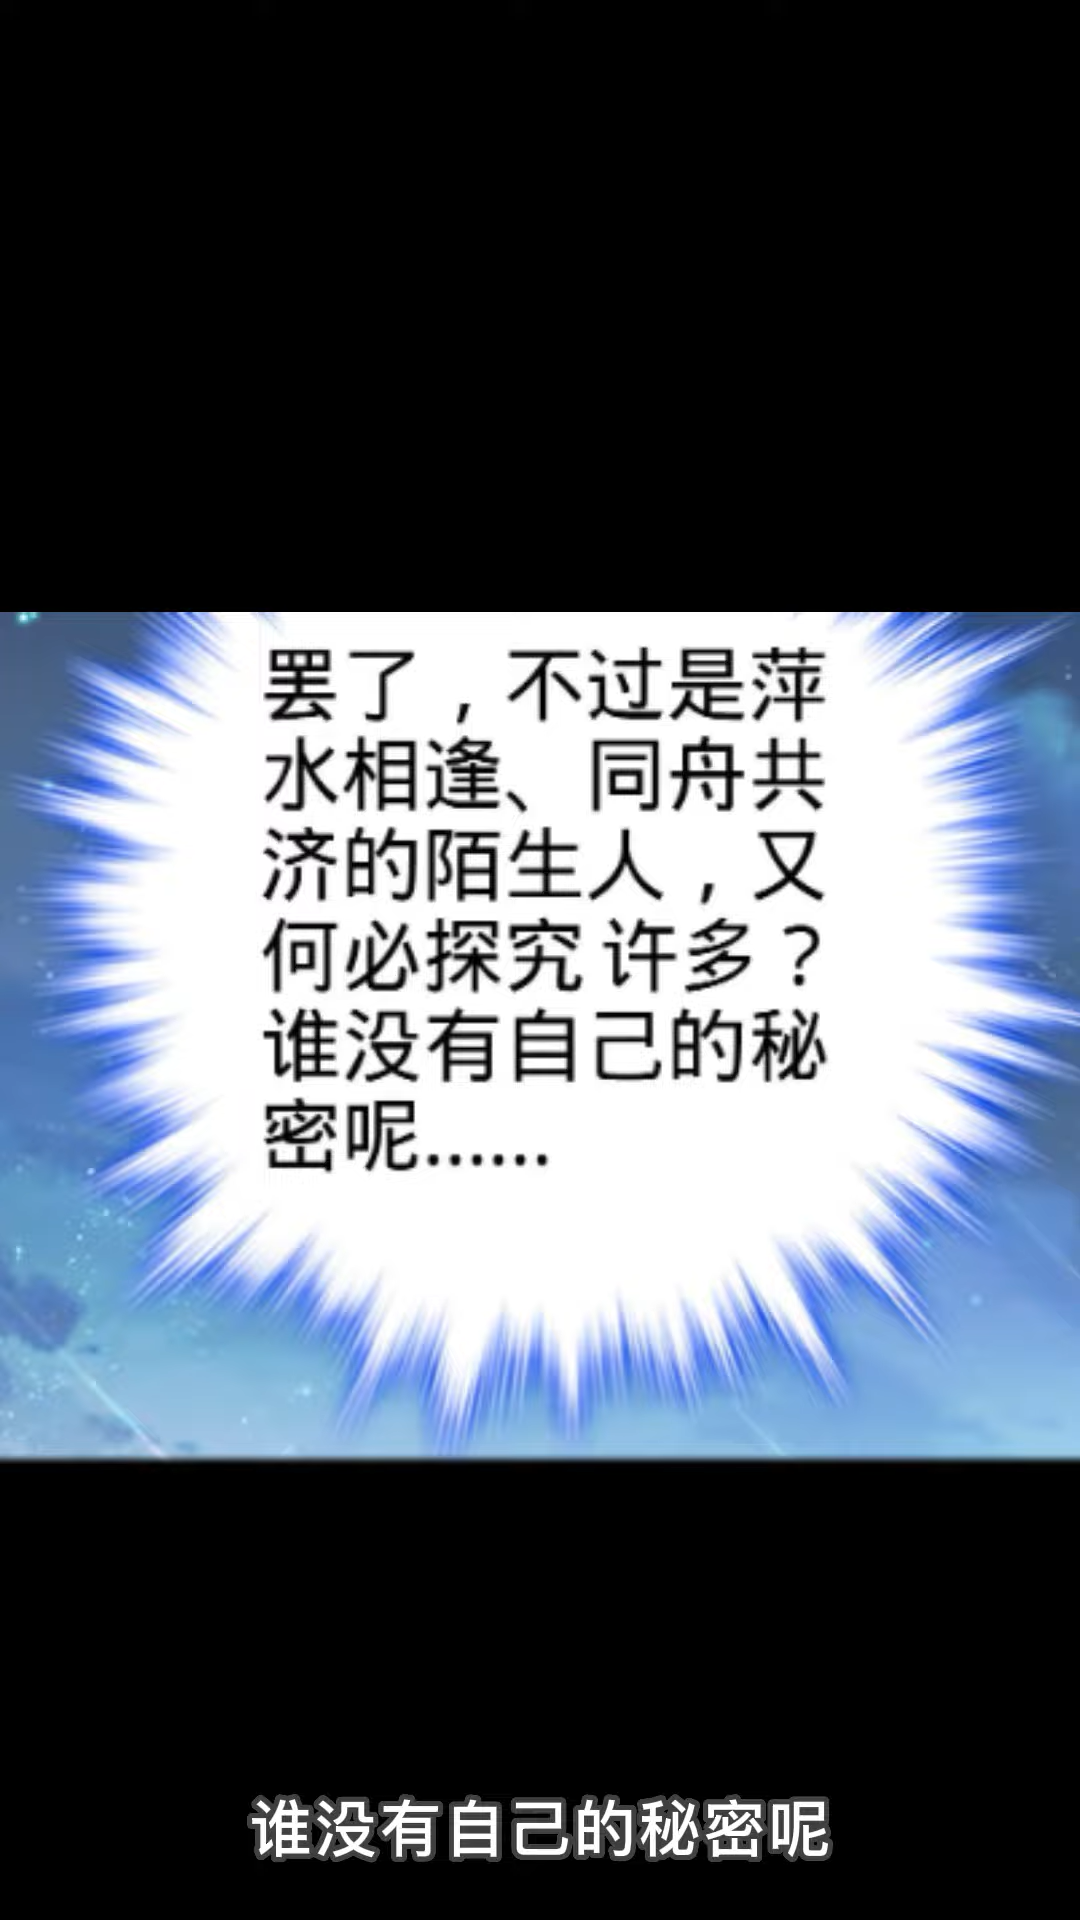 罢了，不过是萍
水相逢、同舟共
济的陌生人，又
何必探究许多？
谁没有自己的秘
密呢......
谁没有自己的秘密呢